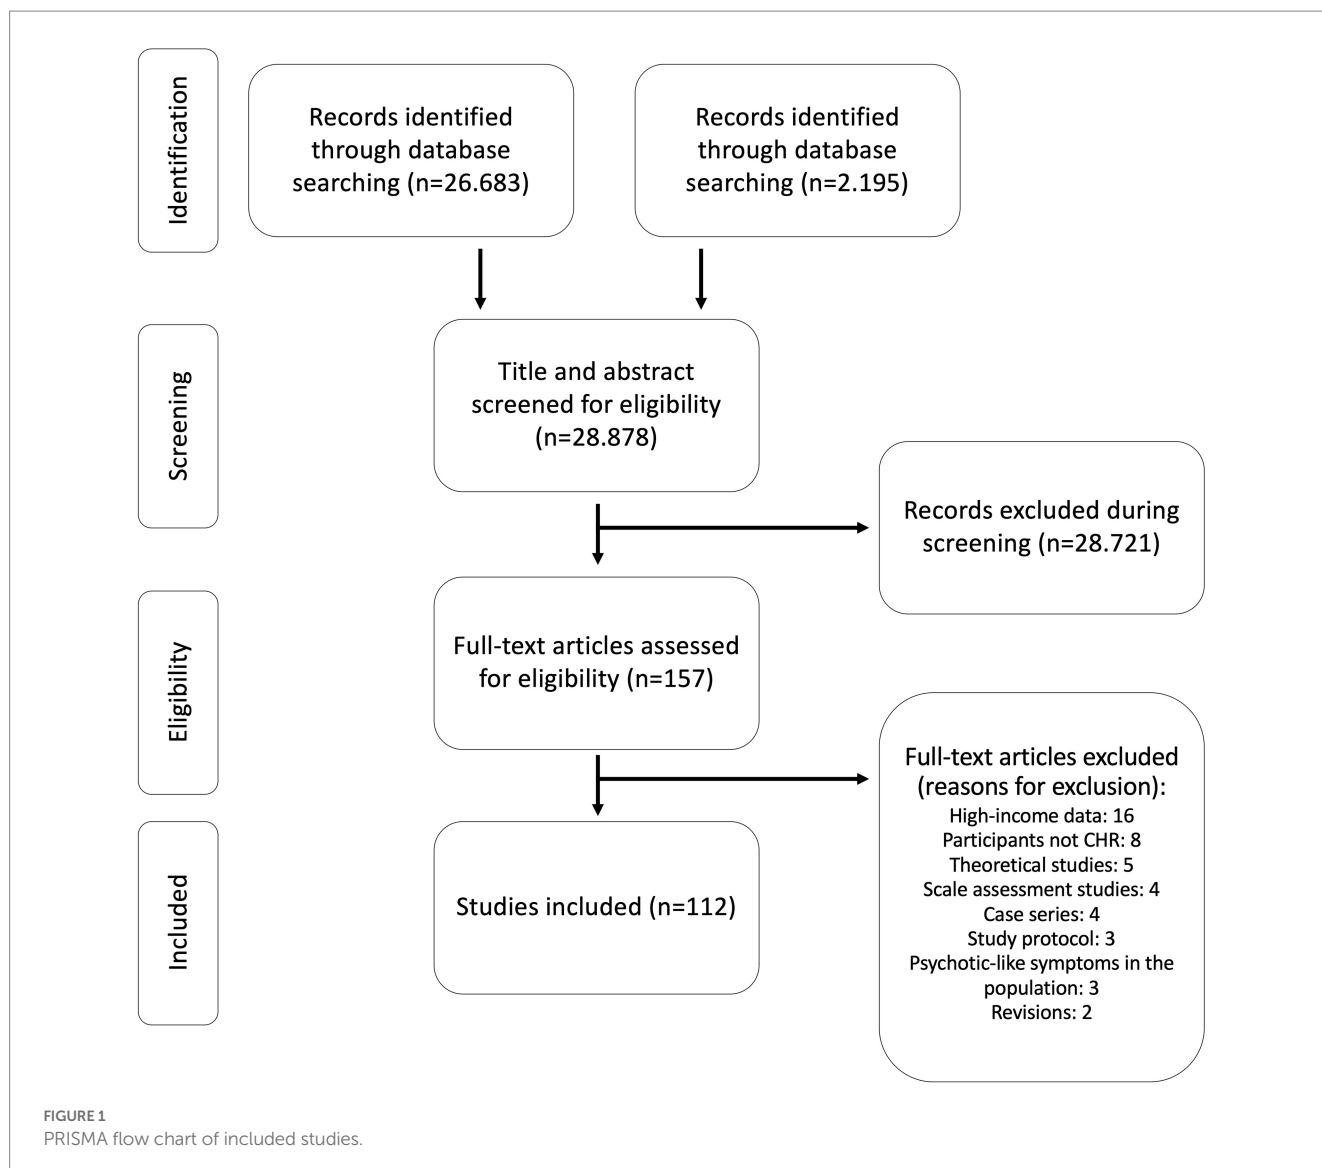 Identification
Records identified
through database
searching (n=26.683)
Records identified
through database
searching (n=2.195)
Screening
Title and abstract
screened for eligibility
(n=28.878)
Records excluded during
screening (n=28.721)
Eligibility
Full-text articles assessed
for eligibility (n=157)
Full-text articles excluded
(reasons for exclusion):
High-income data: 16
Participants not CHR: 8
Theoretical studies: 5
Scale assessment studies: 4
Case series: 4
Study protocol: 3
Psychotic-like symptoms in the
population: 3
Revisions: 2
Included
Studies included (n=112)
FIGURE 1
PRISMA flow chart of included studies.